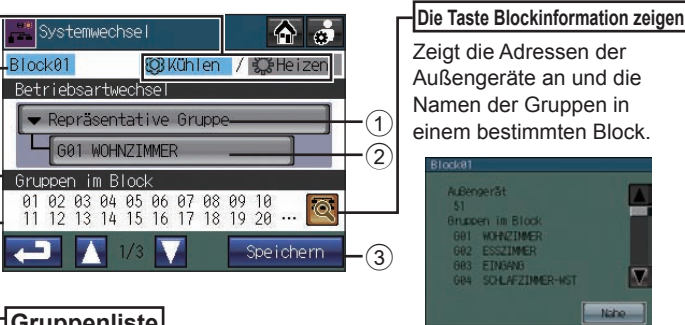 Systemwechsel
Block01 Kühlen / Heizen
Betriebsartwechsel
Repräsentative Gruppe
G01 WOHNZIMMER
Gruppen im Block
01 02 03 04 05 06 07 08 09 10
11 12 13 14 15 16 17 18 19 20 ...
1/3 Speichern
1
2
3
Gruppenliste
Die Taste Blockinformation zeigen
Zeigt die Adressen der
Außengeräte an und die
Namen der Gruppen in
einem bestimmten Block.
Block01
Außengerät
51
Gruppen im Block
G01 WOHNZIMMER
G02 ESSZIMMER
G03 EINGANG
G04 SCHLAFZIMMER-WST
Nahe